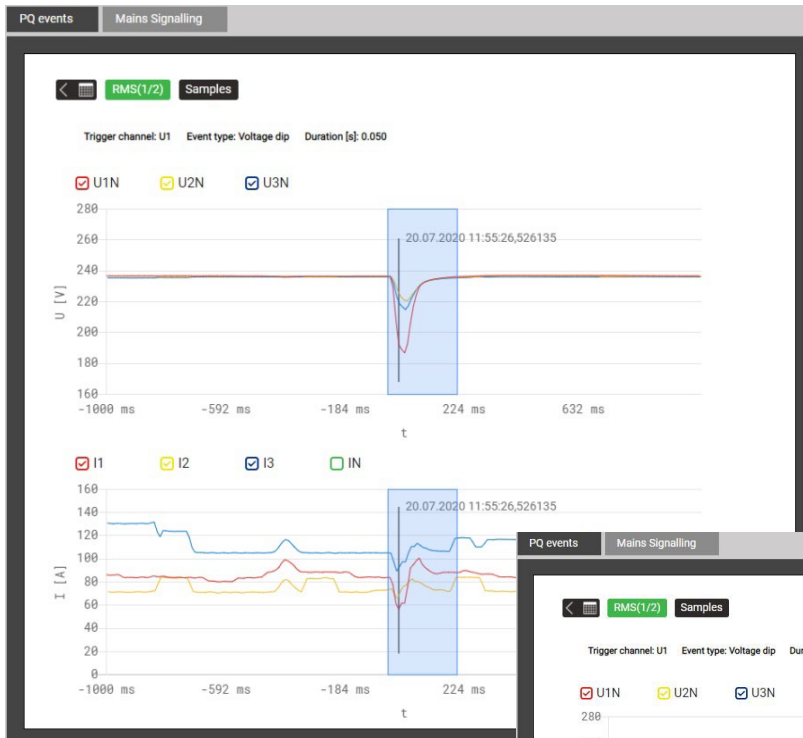 PQ events Mains Signalling
RMS(1/2) Samples
Trigger channel: U1 Event type: Voltage dip Duration [s]: 0.050
U1N U2N U3N
280
260
20.07.2020 11:55:26,526135
240
U [V]
220
200
180
160
-1000 ms -592 ms -184 ms 224 ms 632 ms
t
I1 I2 I3 IN
160
140
20.07.2020 11:55:26,526135
120
100
I [A]
80
60
40
20
0
-1000 ms -592 ms -184 ms 224 ms
t
PQ events Mains Signalling
RMS(1/2) Samples
Trigger channel: U1 Event type: Voltage dip Dur
U1N U2N U3N
280